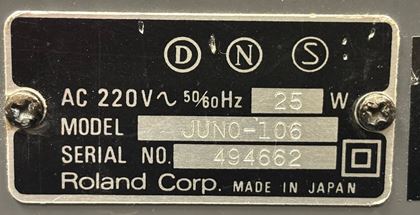 D N S
AC 220V~ 50/60Hz 25 W
MODEL JUNO-106
SERIAL NO. 494662
Roland Corp. MADE IN JAPAN